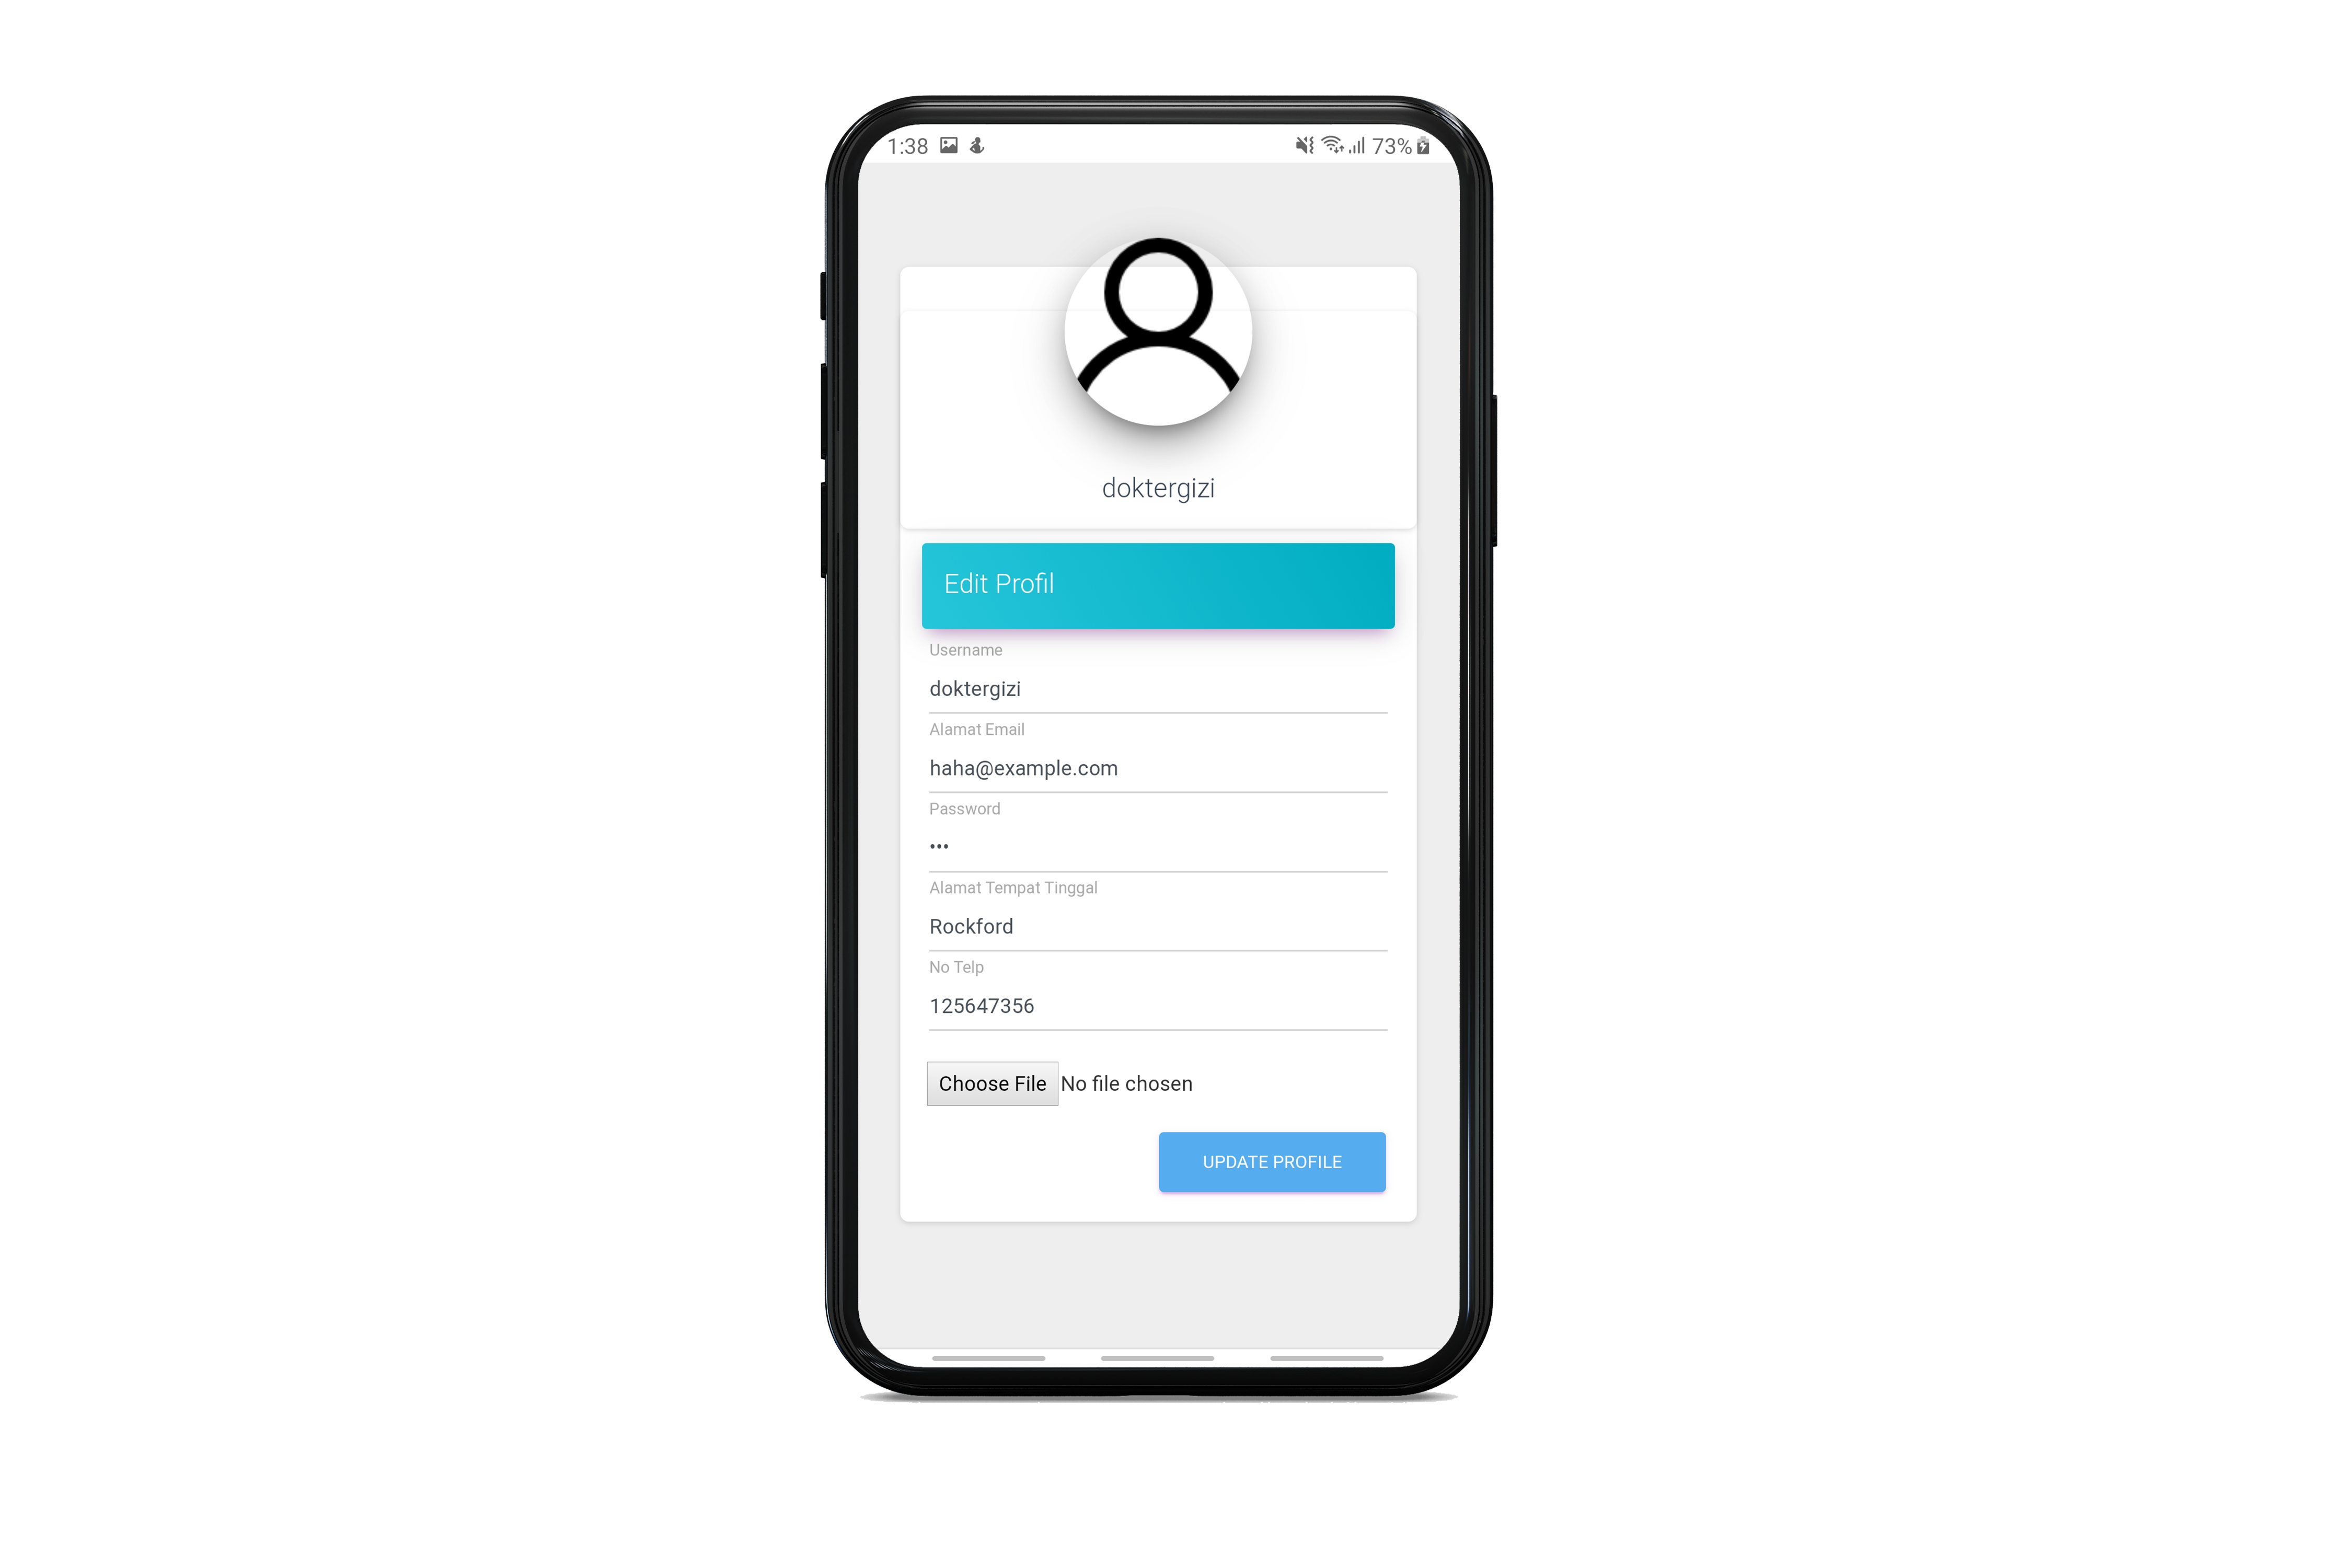 1:38 73%
doktergizi
Edit Profil
Username
doktergizi
Alamat Email
haha@example.com
Password
•••
Alamat Tempat Tinggal
Rockford
No Telp
125647356
Choose File No file chosen
UPDATE PROFILE